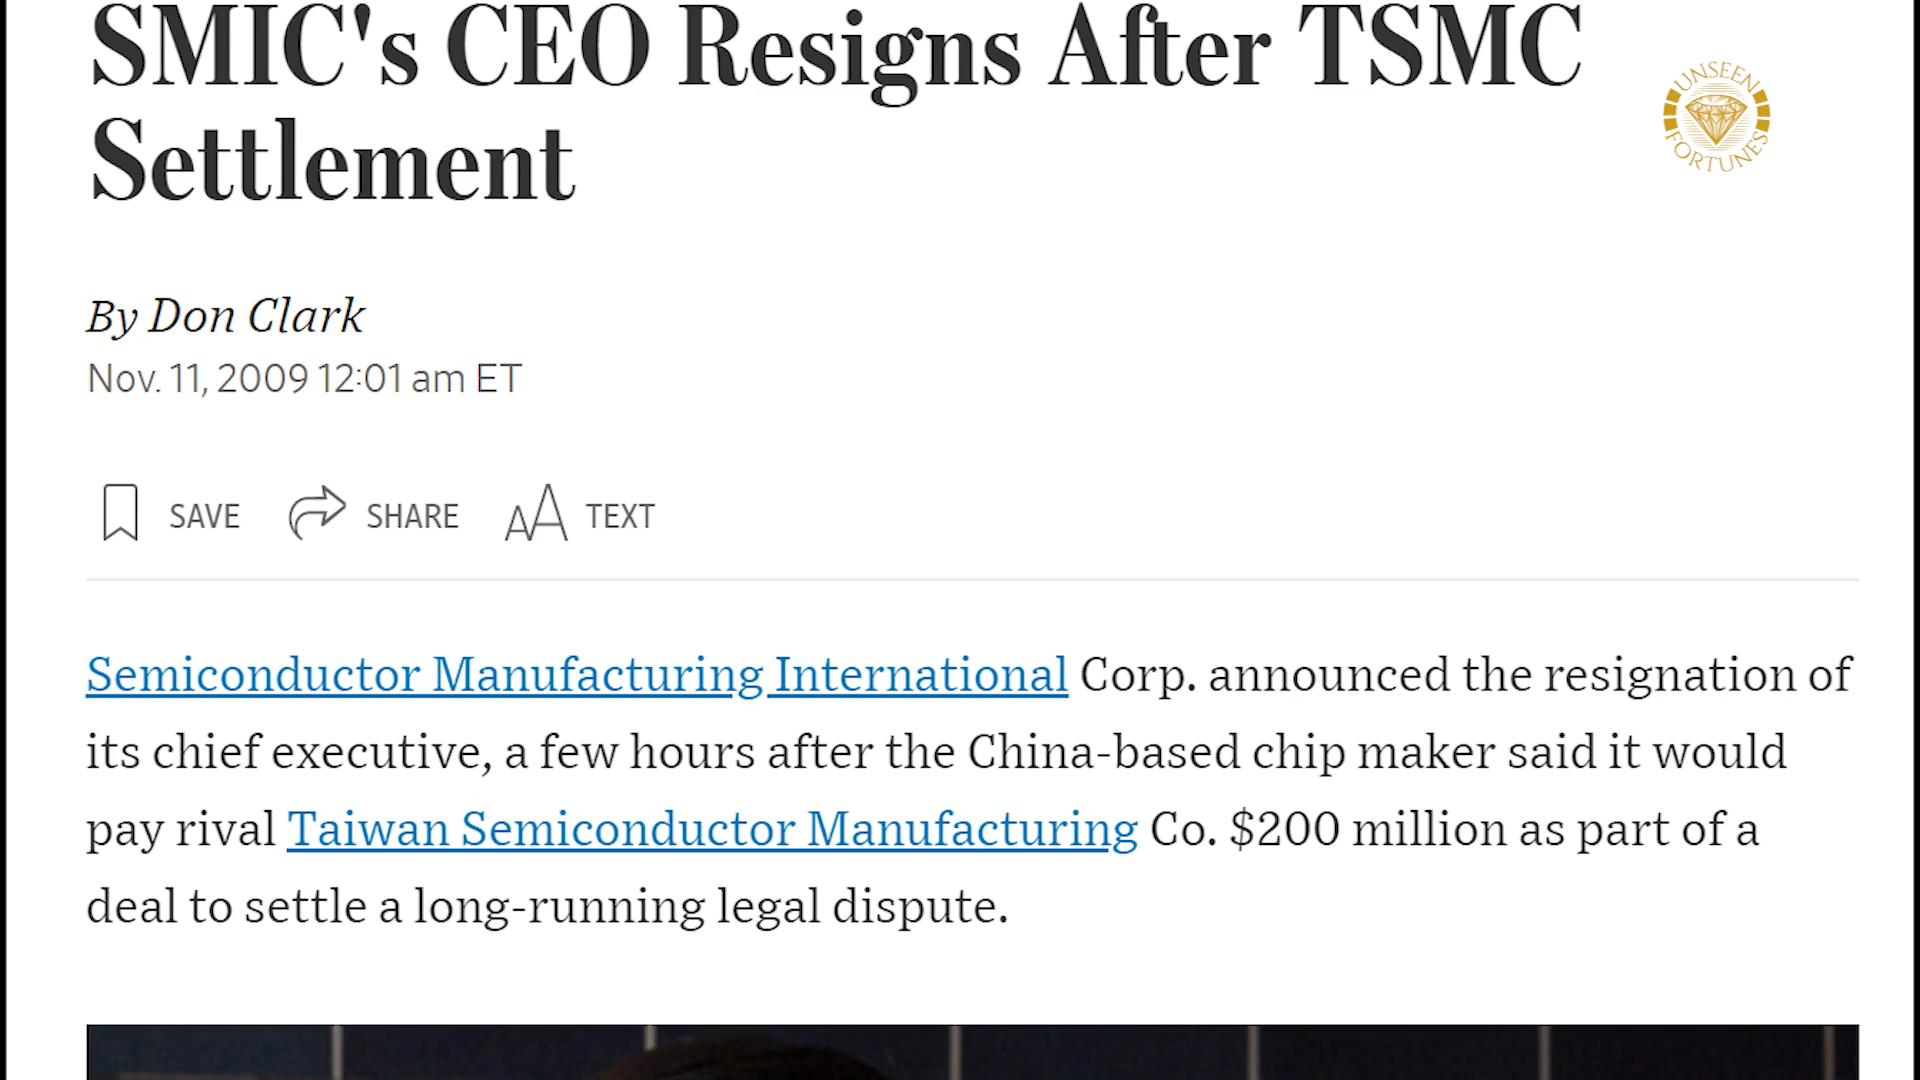 SMIC's CEO Resigns After TSMC
Settlement
UNSEEN
FORTUNES
By Don Clark
Nov. 11, 2009 12:01 am ET
SAVE SHARE AA TEXT
Semiconductor Manufacturing International Corp. announced the resignation of
its chief executive, a few hours after the China-based chip maker said it would
pay rival Taiwan Semiconductor Manufacturing Co. $200 million as part of a
deal to settle a long-running legal dispute.